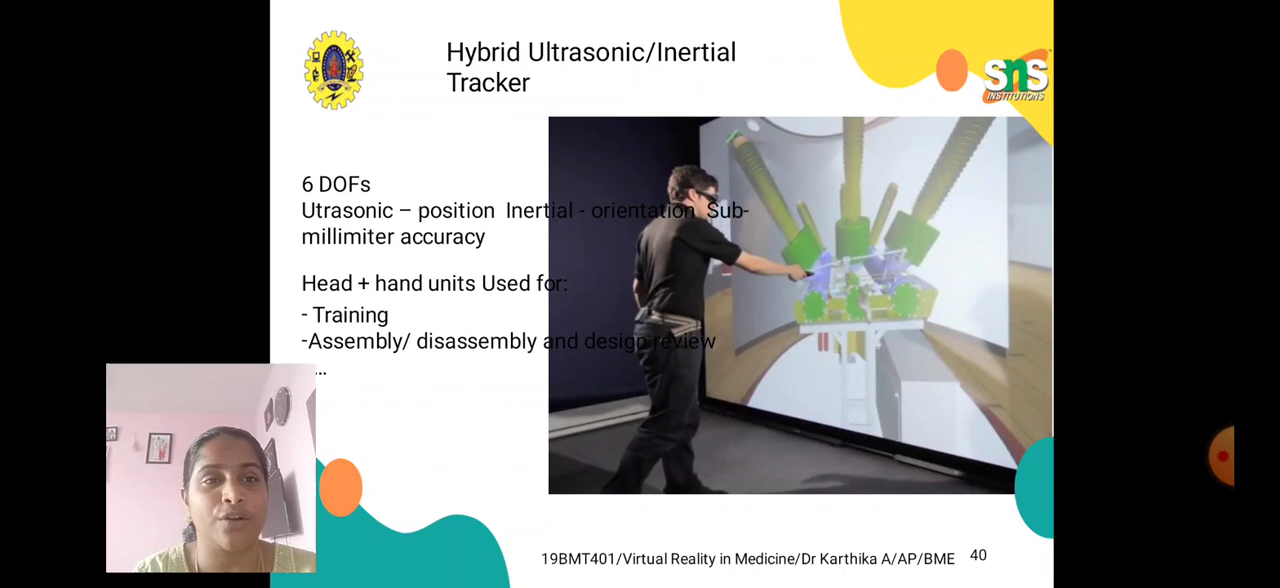 Hybrid Ultrasonic/Inertial
Tracker
SNS
INSTITUTIONS
6 DOFs
Utrasonic – position  Inertial - orientation  Sub-
millimiter accuracy
Head + hand units Used for:
- Training
-Assembly/ disassembly and design review
...
19BMT401/Virtual Reality in Medicine/Dr Karthika A/AP/BME
40